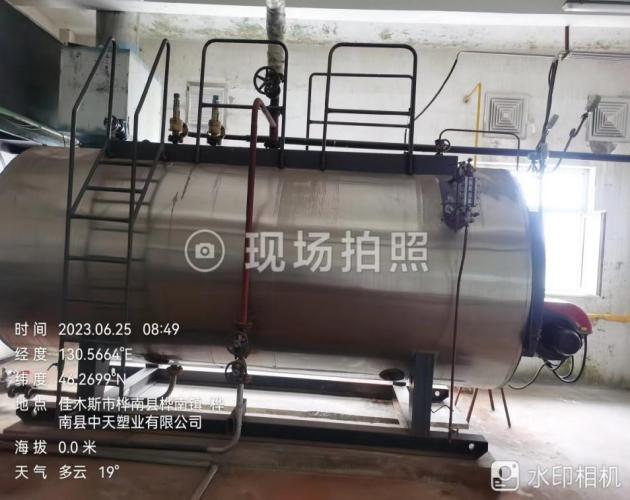 现场拍照
时间 2023.06.25 08:49
经度 130.5664°E
纬度 46.2699°N
地点 佳木斯市桦南县桦南镇·桦
南县中天塑业有限公司
海拔 0.0 米
天气 多云 19°
水印相机